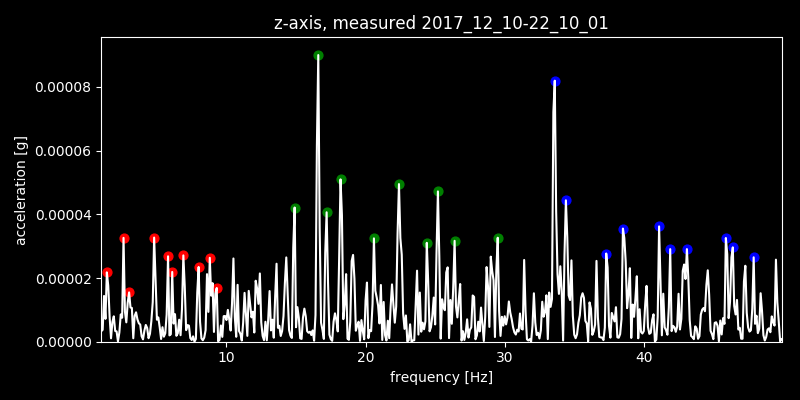 z-axis, measured 2017_12_10-22_10_01
0.00008
0.00006
0.00004
0.00002
0.00000
acceleration [g]
10 20 30 40
frequency [Hz]